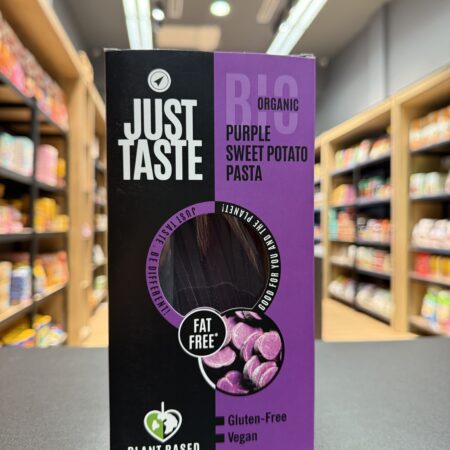 JUST
TASTE
BIO
ORGANIC
PURPLE
SWEET POTATO
PASTA
JUST TASTE · BE DIFFERENT!
GOOD FOR YOU AND THE PLANET!
FAT
FREE*
Gluten-Free
Vegan
PLANT BASED